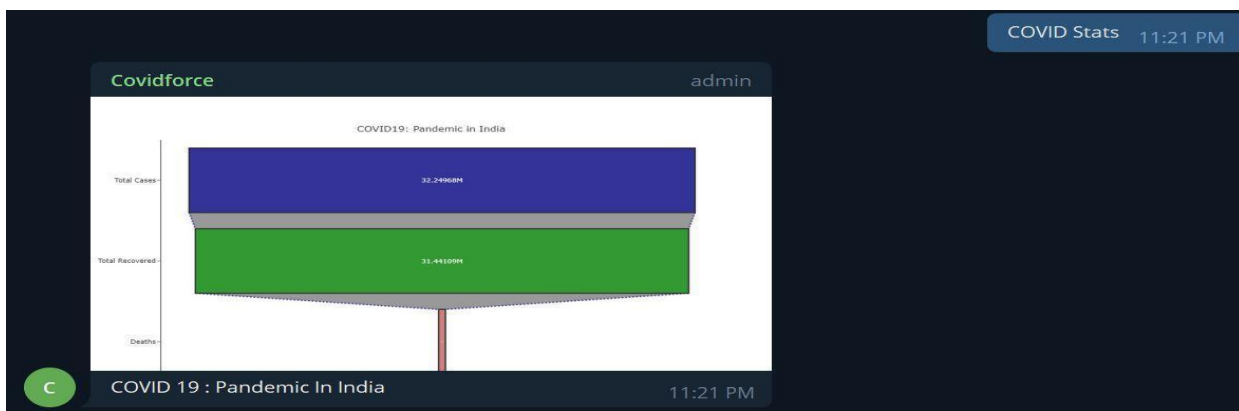 COVID Stats 11:21 PM
Covidforce admin
COVID19: Pandemic in India
Total Cases
32.24968M
Total Recovered
31.44109M
Deaths
C
COVID 19 : Pandemic In India 11:21 PM